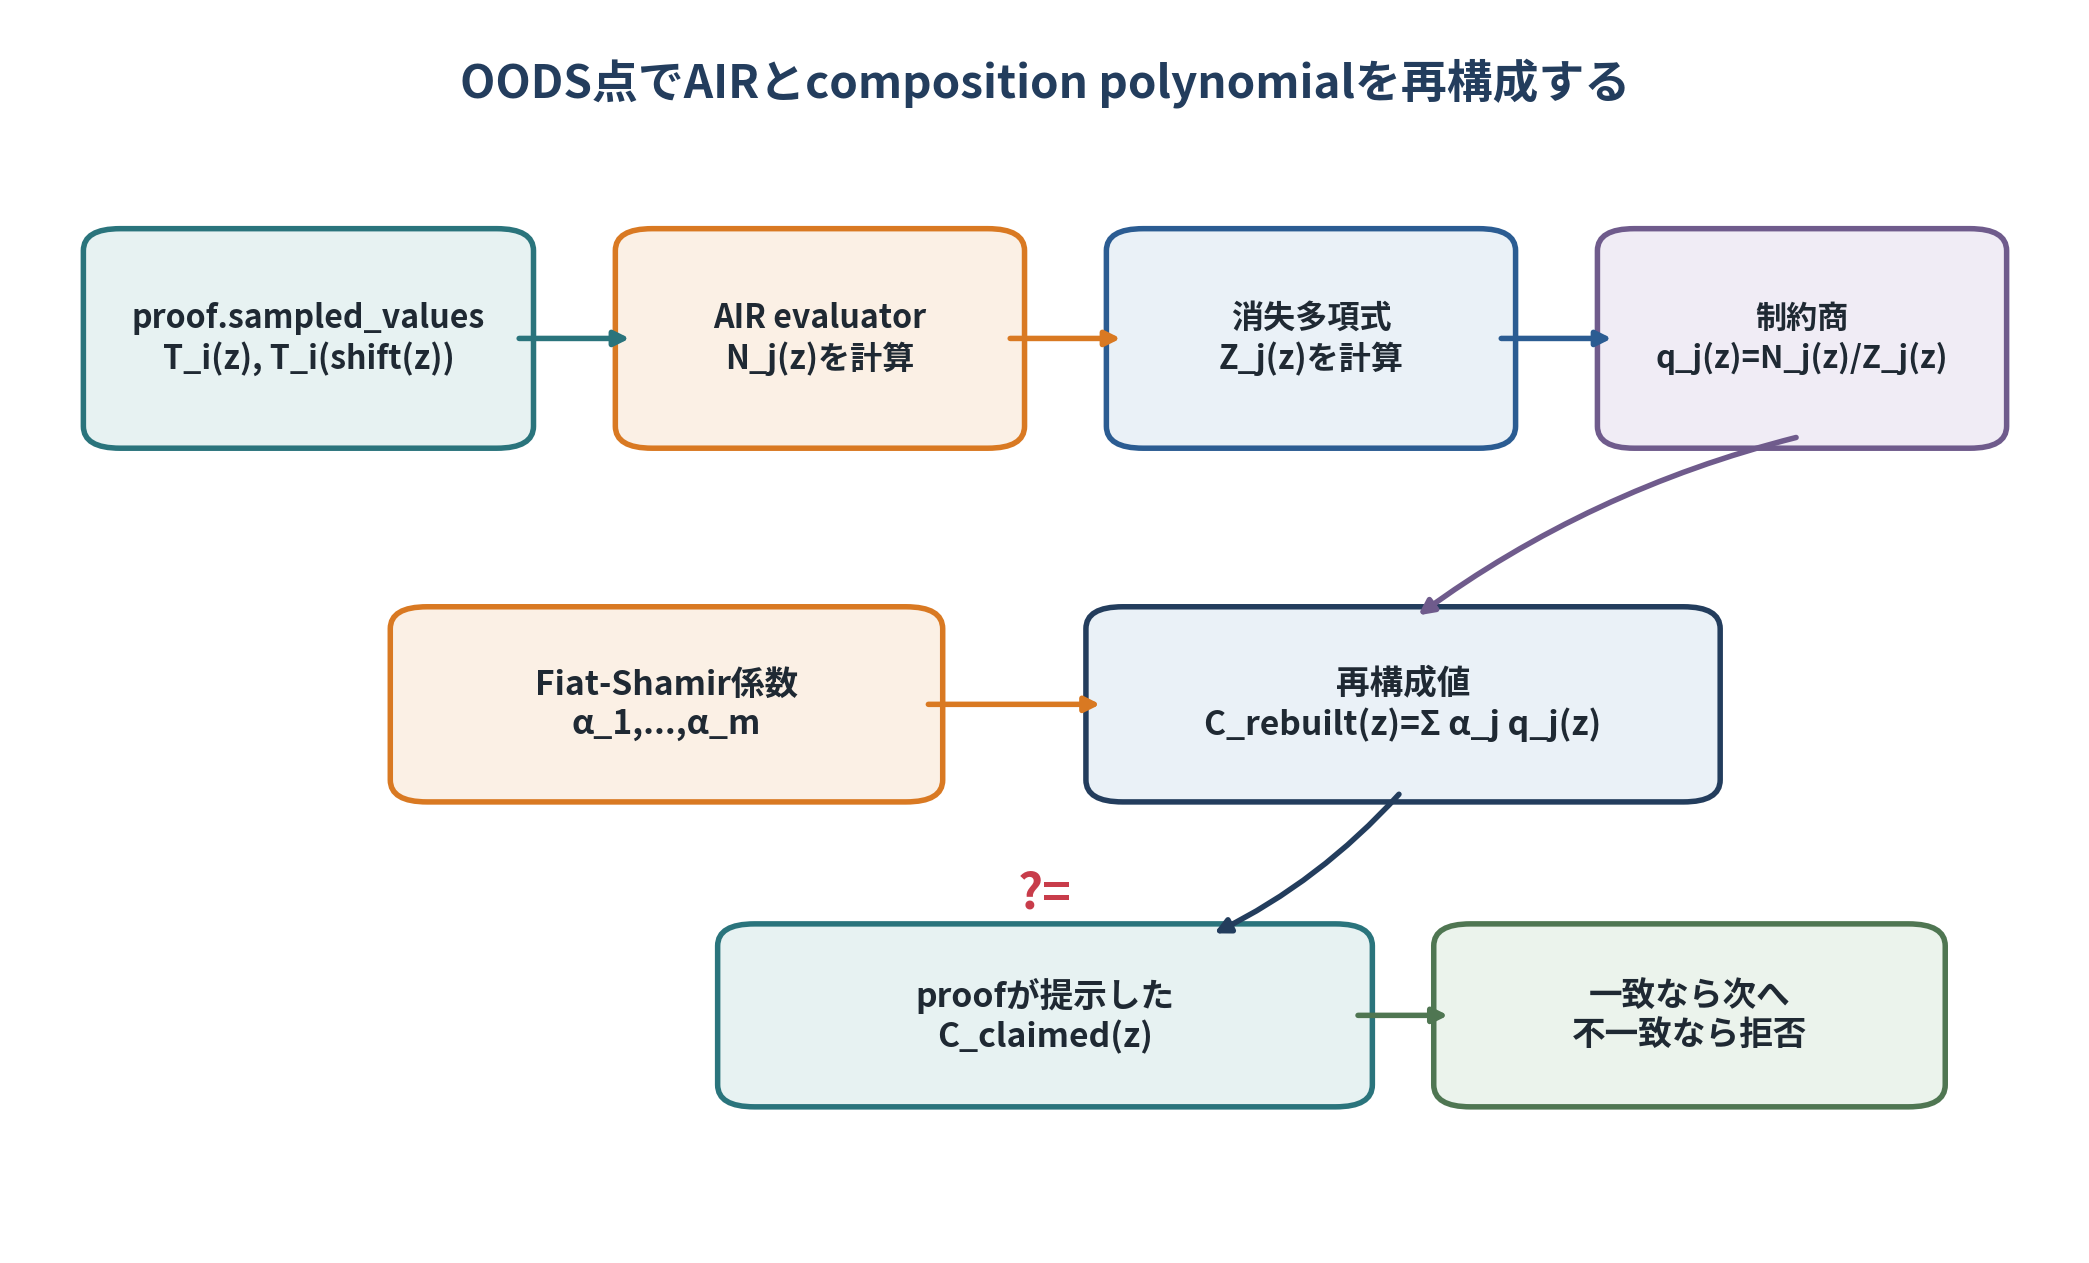 OODS点でAIRとcomposition polynomialを再構成する
proof.sampled_values
T_i(z), T_i(shift(z))
AIR evaluator
N_j(z)を計算
消失多項式
Z_j(z)を計算
制約商
q_j(z)=N_j(z)/Z_j(z)
Fiat-Shamir係数
α_1,...,α_m
再構成値
C_rebuilt(z)=Σ α_j q_j(z)
?=
proofが提示した
C_claimed(z)
一致なら次へ
不一致なら拒否